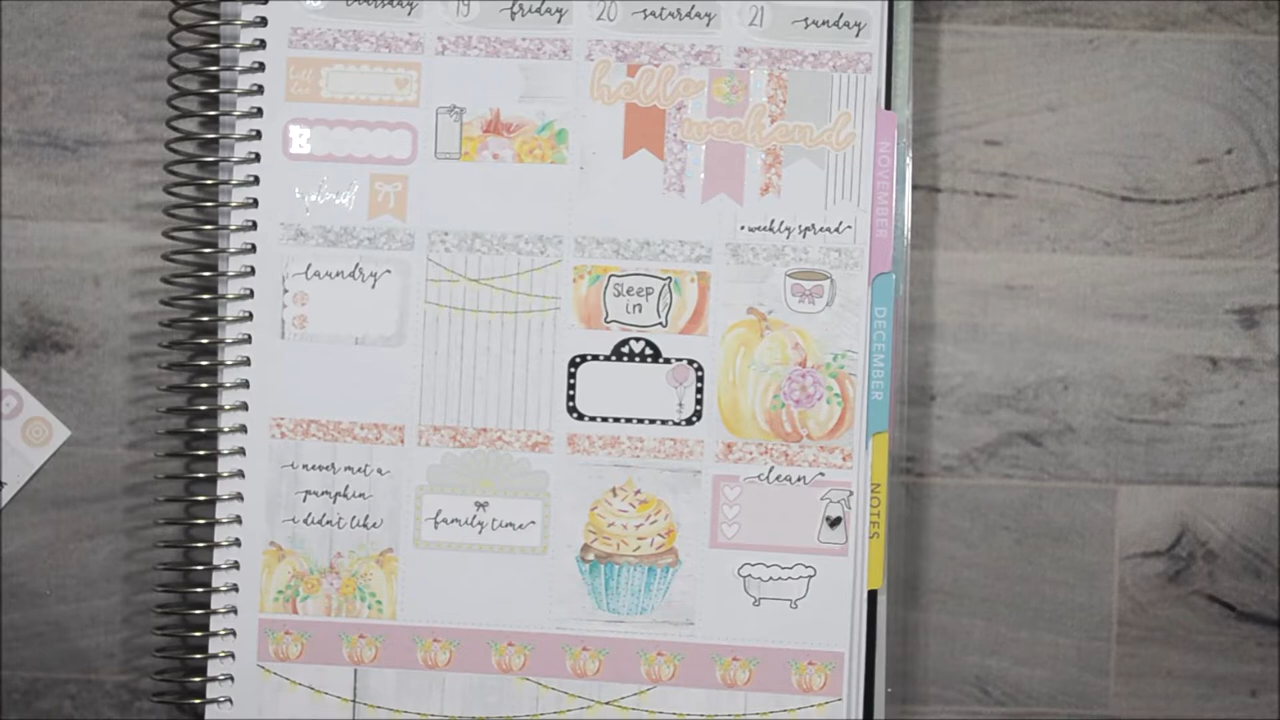 thursday
19 friday
20 saturday
21 sunday
hello
weekend
weekly spread
laundry
Sleep
in
i never met a
pumpkin
i didn't like
family time
clean
NOVEMBER
DECEMBER
NOTES